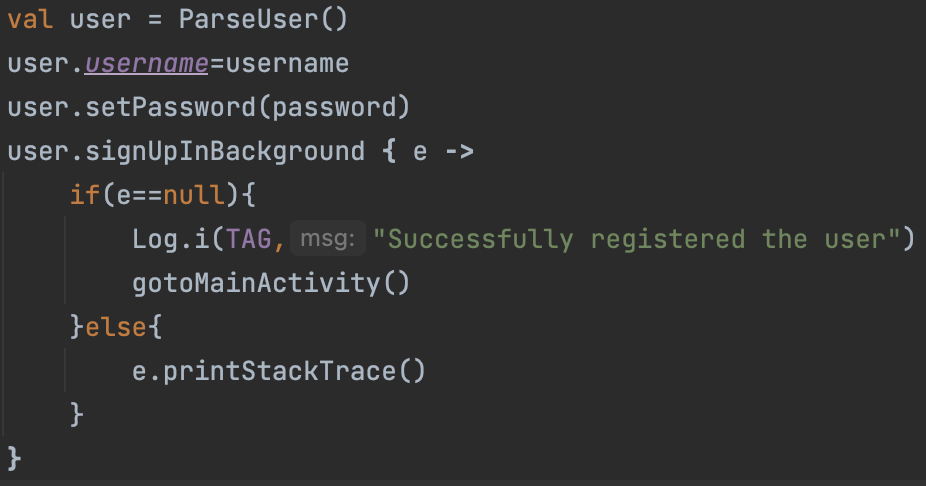 val user = ParseUser()
user.username=username
user.setPassword(password)
user.signUpInBackground { e ->
    if(e==null){
        Log.i(TAG, msg: "Successfully registered the user")
        gotoMainActivity()
    }else{
        e.printStackTrace()
    }
}